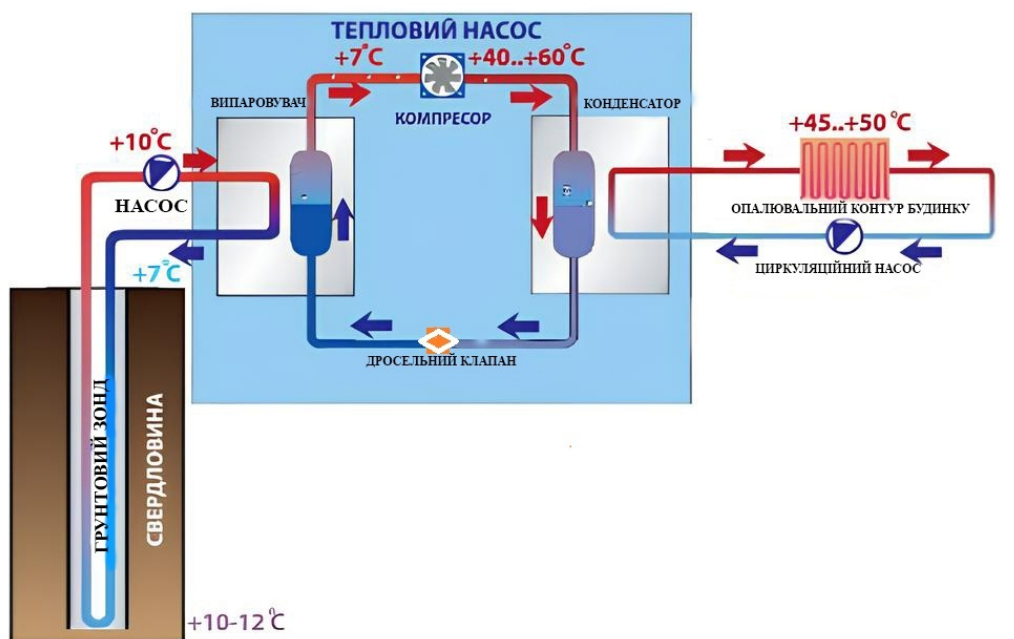 ТЕПЛОВИЙ НАСОС
+7°C
+40..+60°C
ВИПАРОВУВАЧ
КОМПРЕСОР
КОНДЕНСАТОР
+10°C
+45..+50°C
НАСОС
ОПАЛЮВАЛЬНИЙ КОНТУР БУДИНКУ
+7°C
ЦИРКУЛЯЦІЙНИЙ НАСОС
ДРОСЕЛЬНИЙ КЛАПАН
ГРУНТОВИЙ ЗОНД
СВЕРДЛОВИНА
+10-12°C